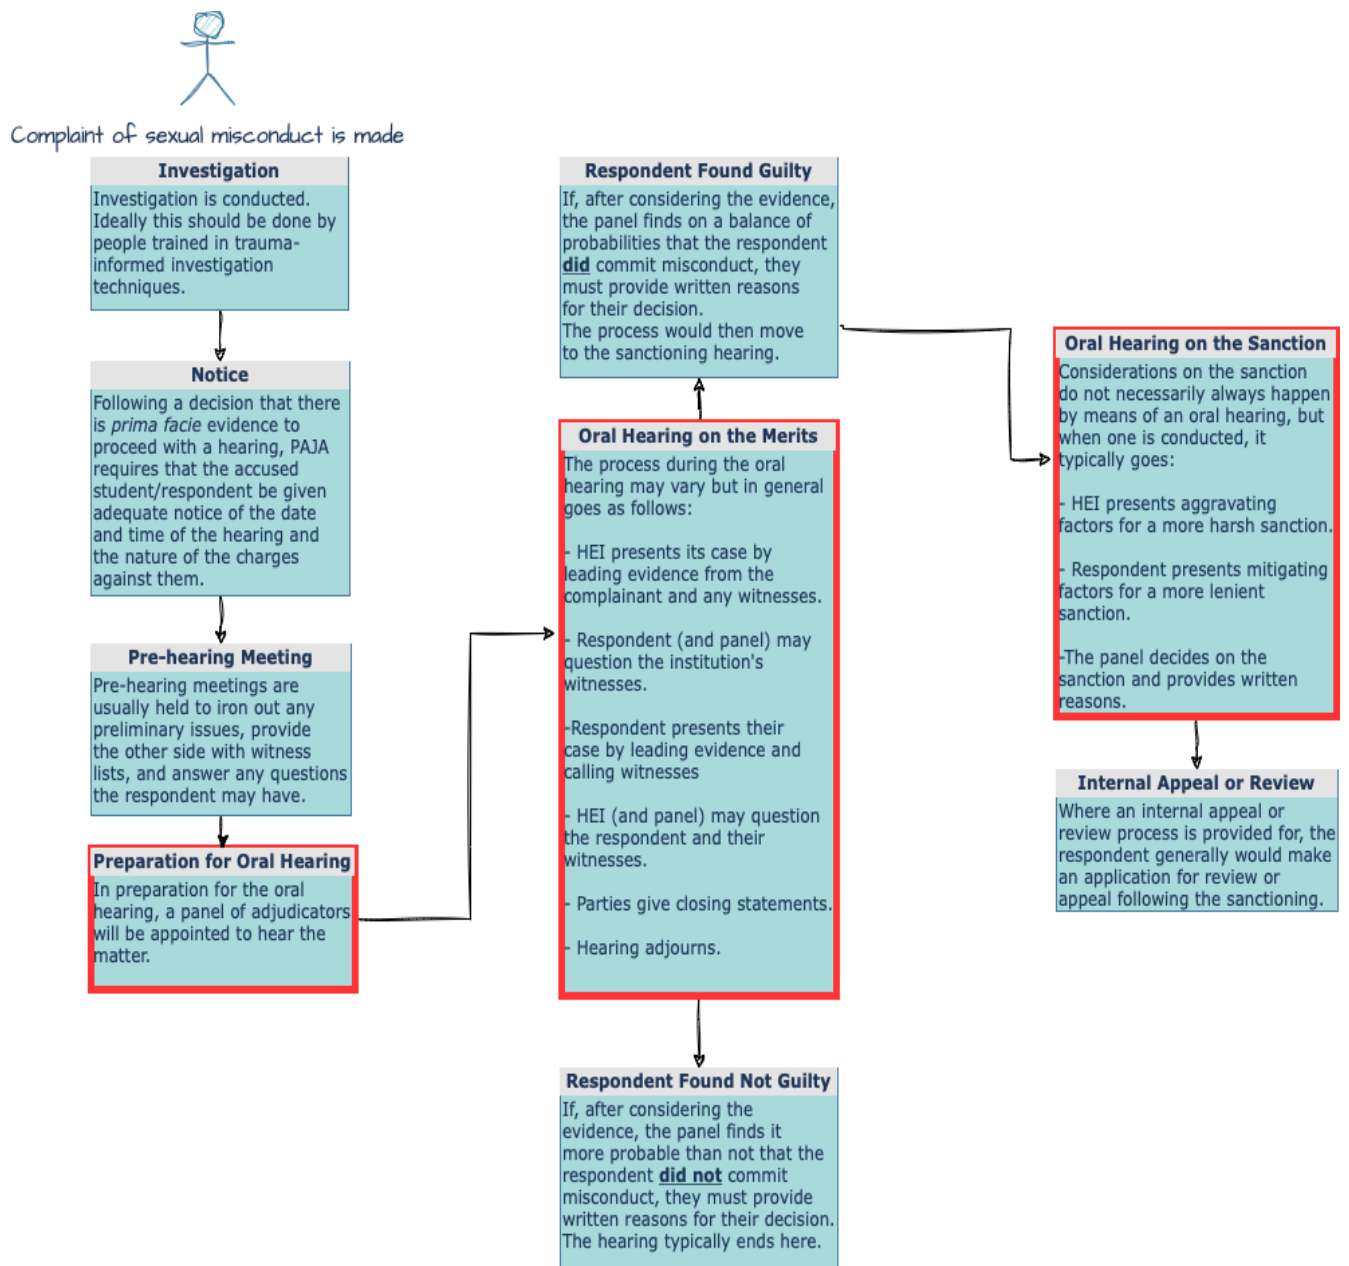 Complaint of sexual misconduct is made
Investigation
Investigation is conducted.
Ideally this should be done by
people trained in trauma-
informed investigation
techniques.
Notice
Following a decision that there
is prima facie evidence to
proceed with a hearing, PAJA
requires that the accused
student/respondent be given
adequate notice of the date
and time of the hearing and
the nature of the charges
against them.
Pre-hearing Meeting
Pre-hearing meetings are
usually held to iron out any
preliminary issues, provide
the other side with witness
lists, and answer any questions
the respondent may have.
Preparation for Oral Hearing
In preparation for the oral
hearing, a panel of adjudicators
will be appointed to hear the
matter.
Respondent Found Guilty
If, after considering the evidence,
the panel finds on a balance of
probabilities that the respondent
did commit misconduct, they
must provide written reasons
for their decision.
The process would then move
to the sanctioning hearing.
Oral Hearing on the Merits
The process during the oral
hearing may vary but in general
goes as follows:
- HEI presents its case by
leading evidence from the
complainant and any witnesses.
- Respondent (and panel) may
question the institution's
witnesses.
-Respondent presents their
case by leading evidence and
calling witnesses
- HEI (and panel) may question
the respondent and their
witnesses.
- Parties give closing statements.
- Hearing adjourns.
Respondent Found Not Guilty
If, after considering the
evidence, the panel finds it
more probable than not that the
respondent did not commit
misconduct, they must provide
written reasons for their decision.
The hearing typically ends here.
Oral Hearing on the Sanction
Considerations on the sanction
do not necessarily always happen
by means of an oral hearing, but
when one is conducted, it
typically goes:
- HEI presents aggravating
factors for a more harsh sanction.
- Respondent presents mitigating
factors for a more lenient
sanction.
-The panel decides on the
sanction and provides written
reasons.
Internal Appeal or Review
Where an internal appeal or
review process is provided for, the
respondent generally would make
an application for review or
appeal following the sanctioning.